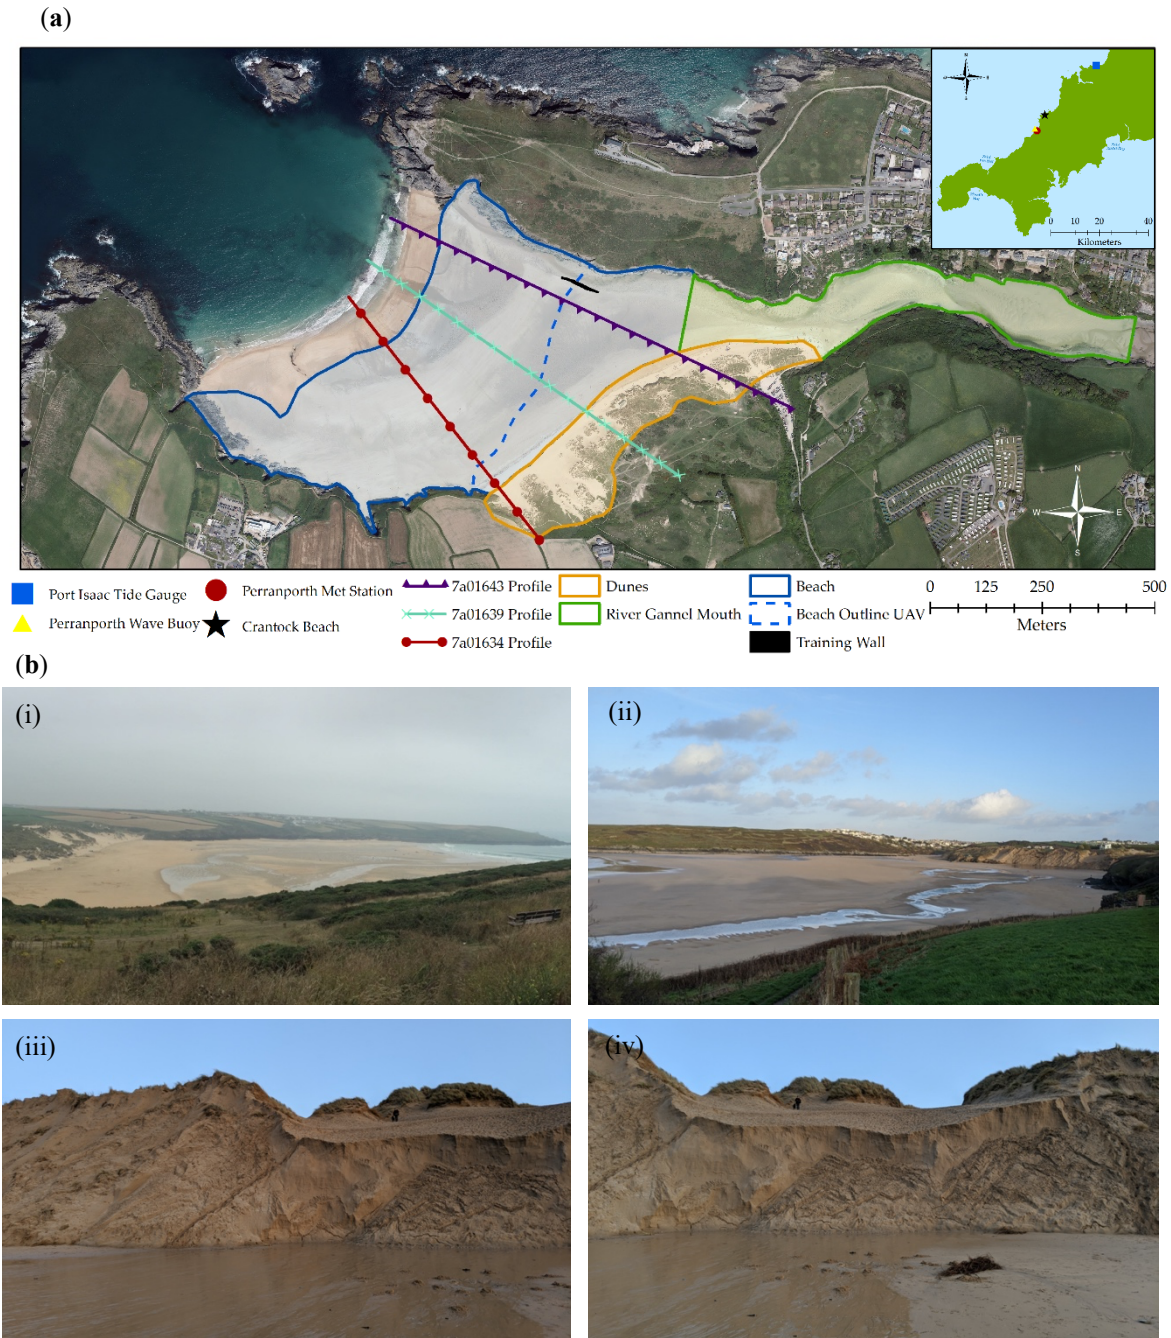 (a)
N
W
E
S
0 10 20 40
Kilometers
N
W E
S
Port Isaac Tide Gauge
Perranporth Wave Buoy
Perranporth Met Station
Crantock Beach
7a01643 Profile
7a01639 Profile
7a01634 Profile
Dunes
River Gannel Mouth
Beach
Beach Outline UAV
Training Wall
0 125 250 500
Meters
(b)
(i)
(ii)
(iii)
(iv)